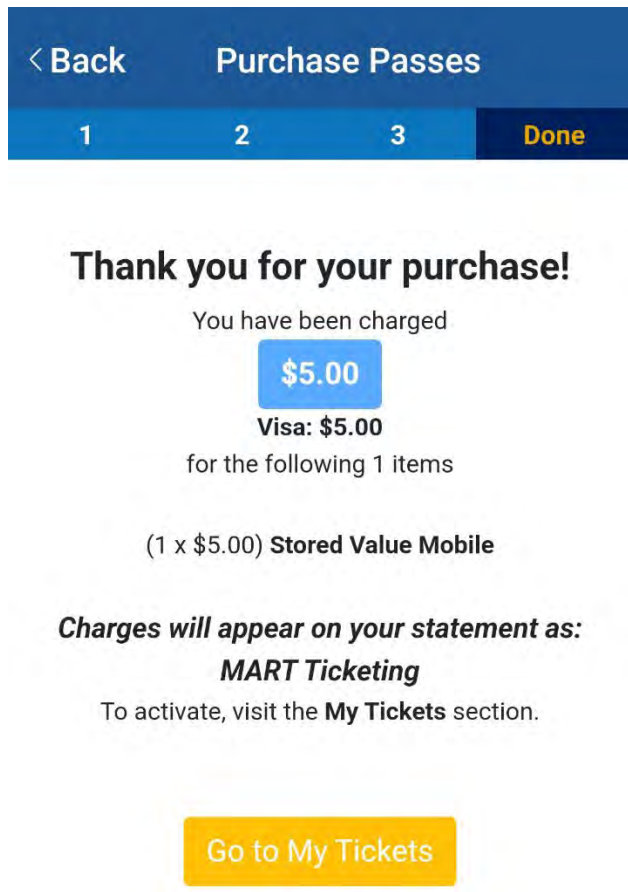 < Back Purchase Passes
1 2 3 Done
Thank you for your purchase!
You have been charged
$5.00
Visa: $5.00
for the following 1 items
(1 x $5.00) Stored Value Mobile
Charges will appear on your statement as:
MART Ticketing
To activate, visit the My Tickets section.
Go to My Tickets